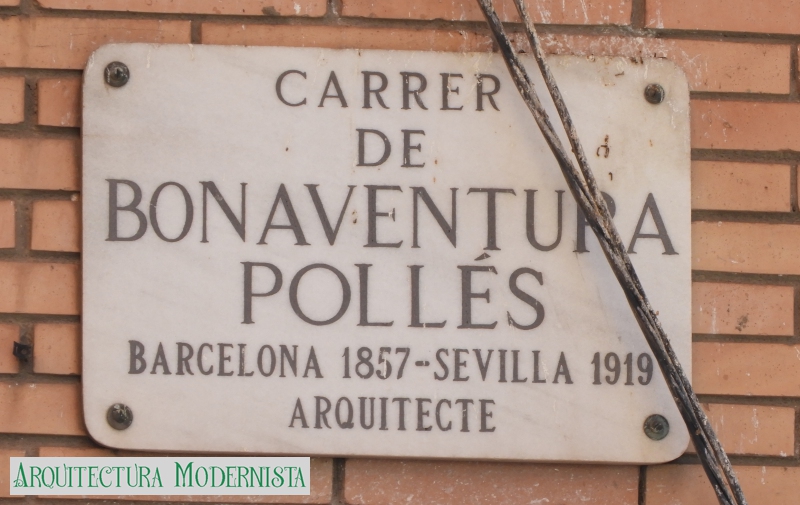 CARRER
DE
BONAVENTURA
POLLÉS
BARCELONA 1857-SEVILLA 1919
ARQUITECTE
ARQUITECTURA MODERNISTA